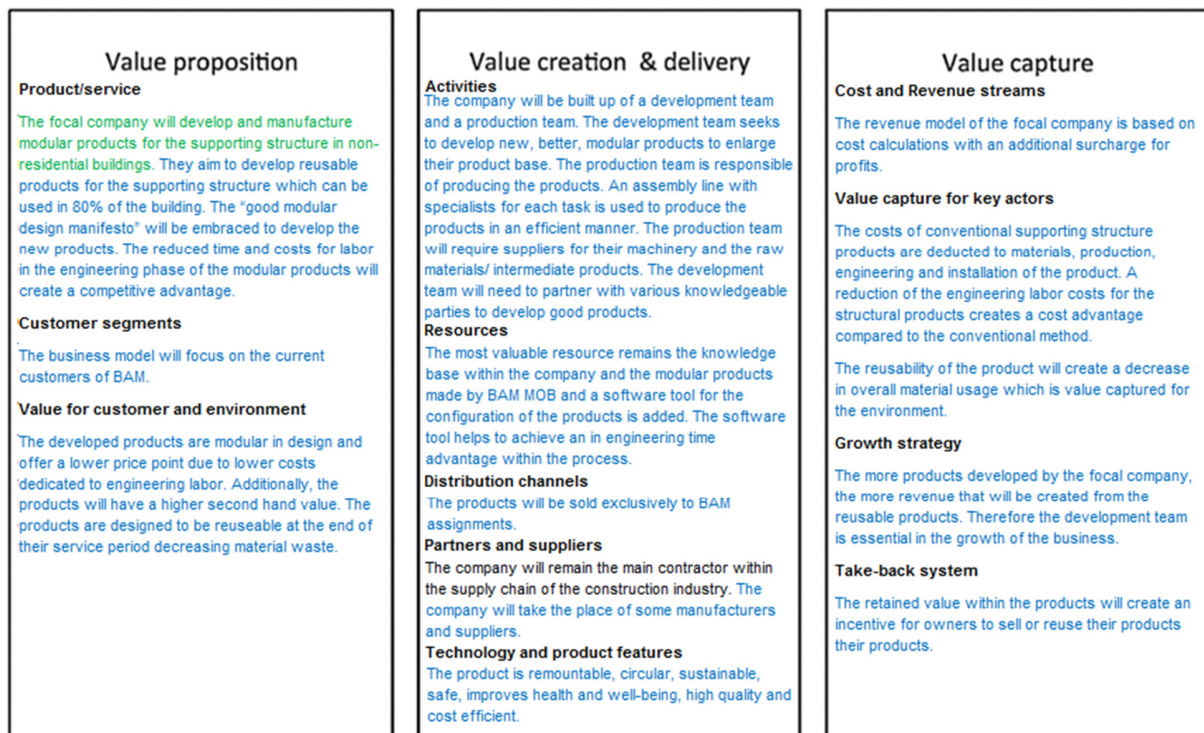 Value proposition
Product/service
The focal company will develop and manufacture
modular products for the supporting structure in non-
residential buildings. They aim to develop reusable
products for the supporting structure which can be
used in 80% of the building. The “good modular
design manifesto” will be embraced to develop the
new products. The reduced time and costs for labor
in the engineering phase of the modular products will
create a competitive advantage.
Customer segments
The business model will focus on the current
customers of BAM.
Value for customer and environment
The developed products are modular in design and
offer a lower price point due to lower costs
dedicated to engineering labor. Additionally, the
products will have a higher second hand value. The
products are designed to be reuseable at the end of
their service period decreasing material waste.
Value creation & delivery
Activities
The company will be built up of a development team
and a production team. The development team seeks
to develop new, better, modular products to enlarge
their product base. The production team is responsible
of producing the products. An assembly line with
specialists for each task is used to produce the
products in an efficient manner. The production team
will require suppliers for their machinery and the raw
materials/ intermediate products. The development
team will need to partner with various knowledgeable
parties to develop good products.
Resources
The most valuable resource remains the knowledge
base within the company and the modular products
made by BAM MOB and a software tool for the
configuration of the products is added. The software
tool helps to achieve an in engineering time
advantage within the process.
Distribution channels
The products will be sold exclusively to BAM
assignments.
Partners and suppliers
The company will remain the main contractor within
the supply chain of the construction industry. The
company will take the place of some manufacturers
and suppliers.
Technology and product features
The product is remountable, circular, sustainable,
safe, improves health and well-being, high quality and
cost efficient.
Value capture
Cost and Revenue streams
The revenue model of the focal company is based on
cost calculations with an additional surcharge for
profits.
Value capture for key actors
The costs of conventional supporting structure
products are deducted to materials, production,
engineering and installation of the product. A
reduction of the engineering labor costs for the
structural products creates a cost advantage
compared to the conventional method.
The reusability of the product will create a decrease
in overall material usage which is value captured for
the environment.
Growth strategy
The more products developed by the focal company,
the more revenue that will be created from the
reusable products. Therefore the development team
is essential in the growth of the business.
Take-back system
The retained value within the products will create an
incentive for owners to sell or reuse their products
their products.